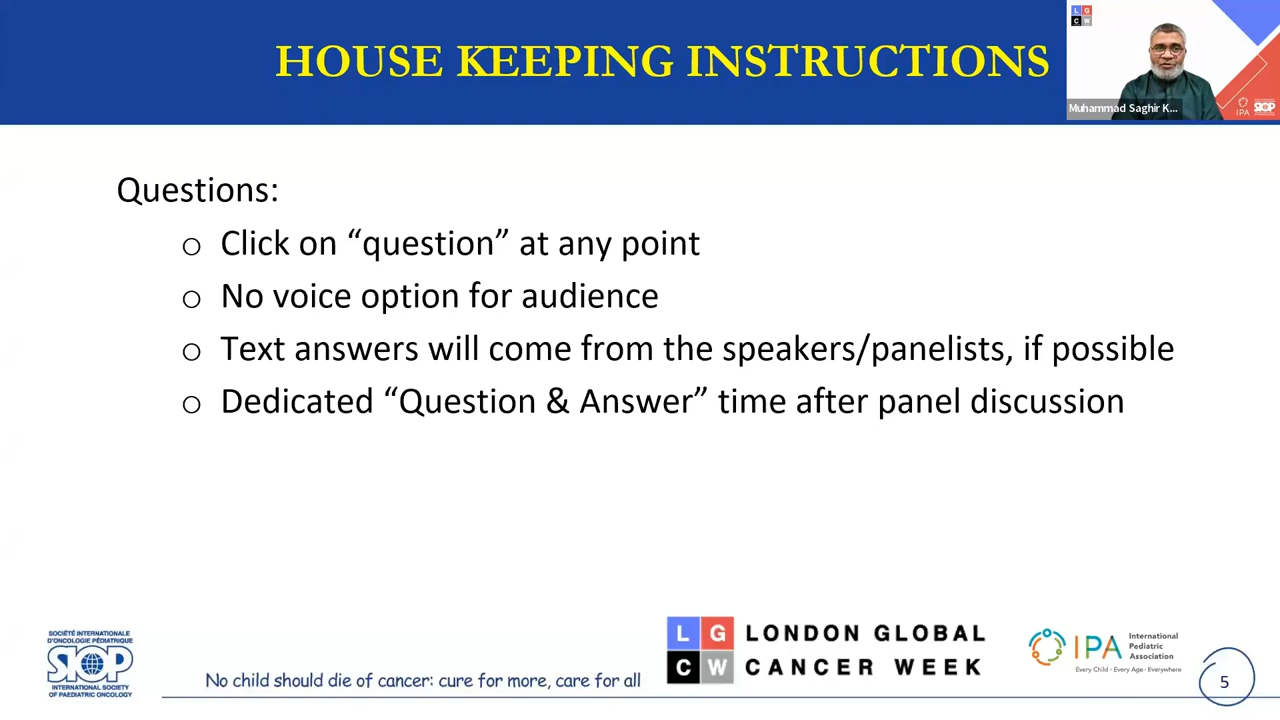 HOUSE KEEPING INSTRUCTIONS
L G
C W
Muhammad Saghir K...
IPA SIOP
Questions:
o Click on “question” at any point
o No voice option for audience
o Text answers will come from the speakers/panelists, if possible
o Dedicated “Question & Answer” time after panel discussion
SOCIÉTÉ INTERNATIONALE
D'ONCOLOGIE PÉDIATRIQUE
SIOP
INTERNATIONAL SOCIETY
OF PAEDIATRIC ONCOLOGY
No child should die of cancer: cure for more, care for all
L G
C W
LONDON GLOBAL
CANCER WEEK
IPA
International
Pediatric
Association
Every Child · Every Age · Everywhere
5